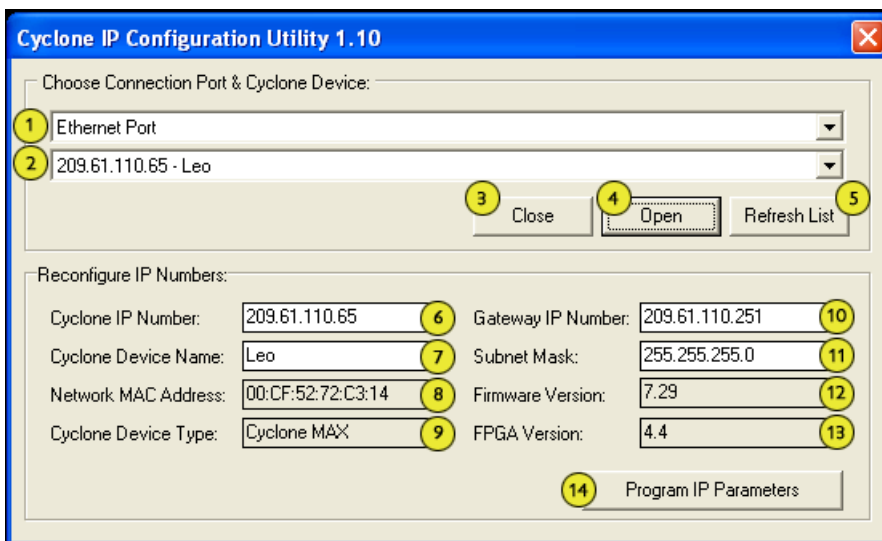 Cyclone IP Configuration Utility 1.10
Choose Connection Port & Cyclone Device:
1 Ethernet Port
2 209.61.110.65 - Leo
3 Close 4 Open Refresh List 5
Reconfigure IP Numbers:
Cyclone IP Number: 209.61.110.65 6 Gateway IP Number: 209.61.110.251 10
Cyclone Device Name: Leo 7 Subnet Mask: 255.255.255.0 11
Network MAC Address: 00:CF:52:72:C3:14 8 Firmware Version: 7.29 12
Cyclone Device Type: Cyclone MAX 9 FPGA Version: 4.4 13
14 Program IP Parameters